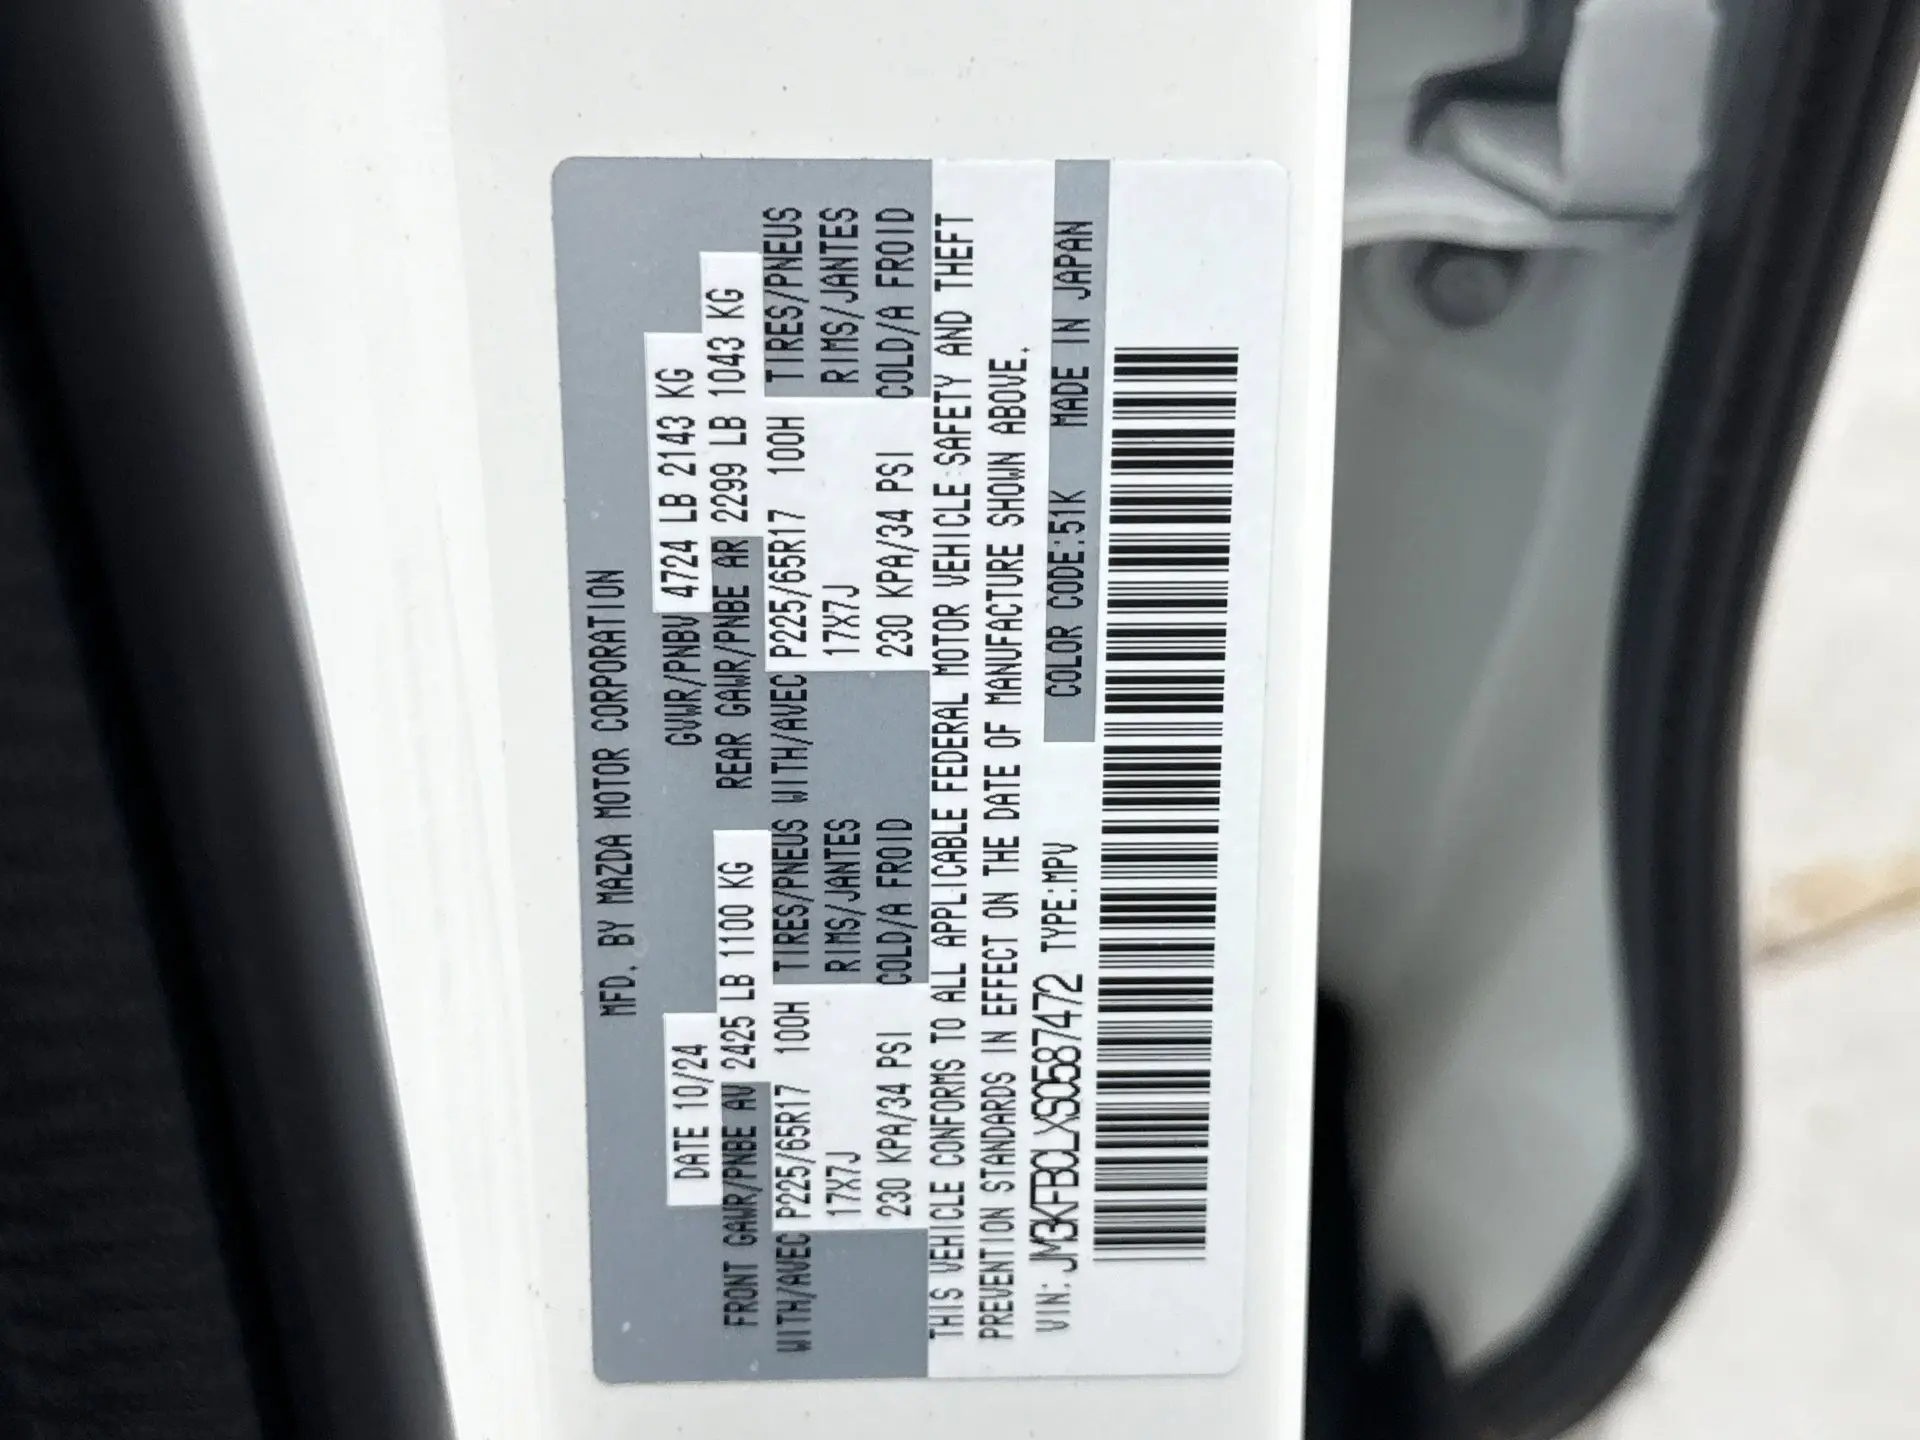 MFD. BY MAZDA MOTOR CORPORATION
DATE 10/24 GVWR/PNBV 4724 LB 2143 KG
FRONT GAWR/PNBE AV 2425 LB 1100 KG REAR GAWR/PNBE AR 2299 LB 1043 KG
WITH/AVEC P225/65R17 100H TIRES/PNEUS WITH/AVEC P225/65R17 100H TIRES/PNEUS
17X7J RIMS/JANTES 17X7J RIMS/JANTES
230 KPA/34 PSI COLD/A FROID 230 KPA/34 PSI COLD/A FROID
THIS VEHICLE CONFORMS TO ALL APPLICABLE FEDERAL MOTOR VEHICLE SAFETY AND THEFT
PREVENTION STANDARDS IN EFFECT ON THE DATE OF MANUFACTURE SHOWN ABOVE.
VIN: JM3KFBCLXS0587472 TYPE:MPV COLOR CODE:51K MADE IN JAPAN